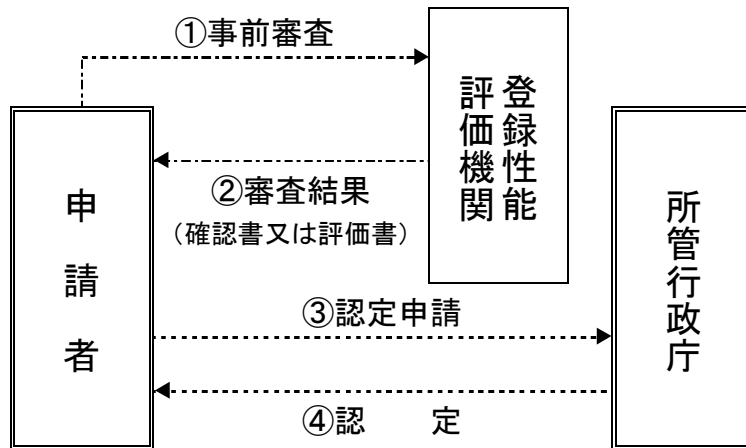 ①事前審査
登録性能
評価機関
②審査結果
（確認書又は評価書）
申請者
所管行政庁
③認定申請
④認　　定